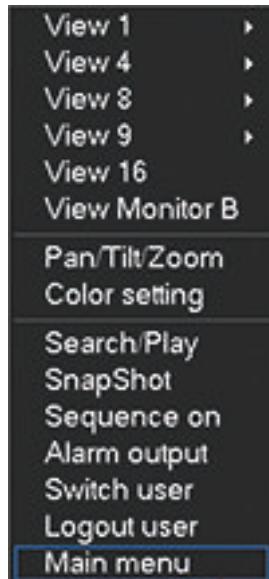 View 1
View 4
View 8
View 9
View 16
View Monitor B
Pan/Tilt/Zoom
Color setting
Search/Play
SnapShot
Sequence on
Alarm output
Switch user
Logout user
Main menu